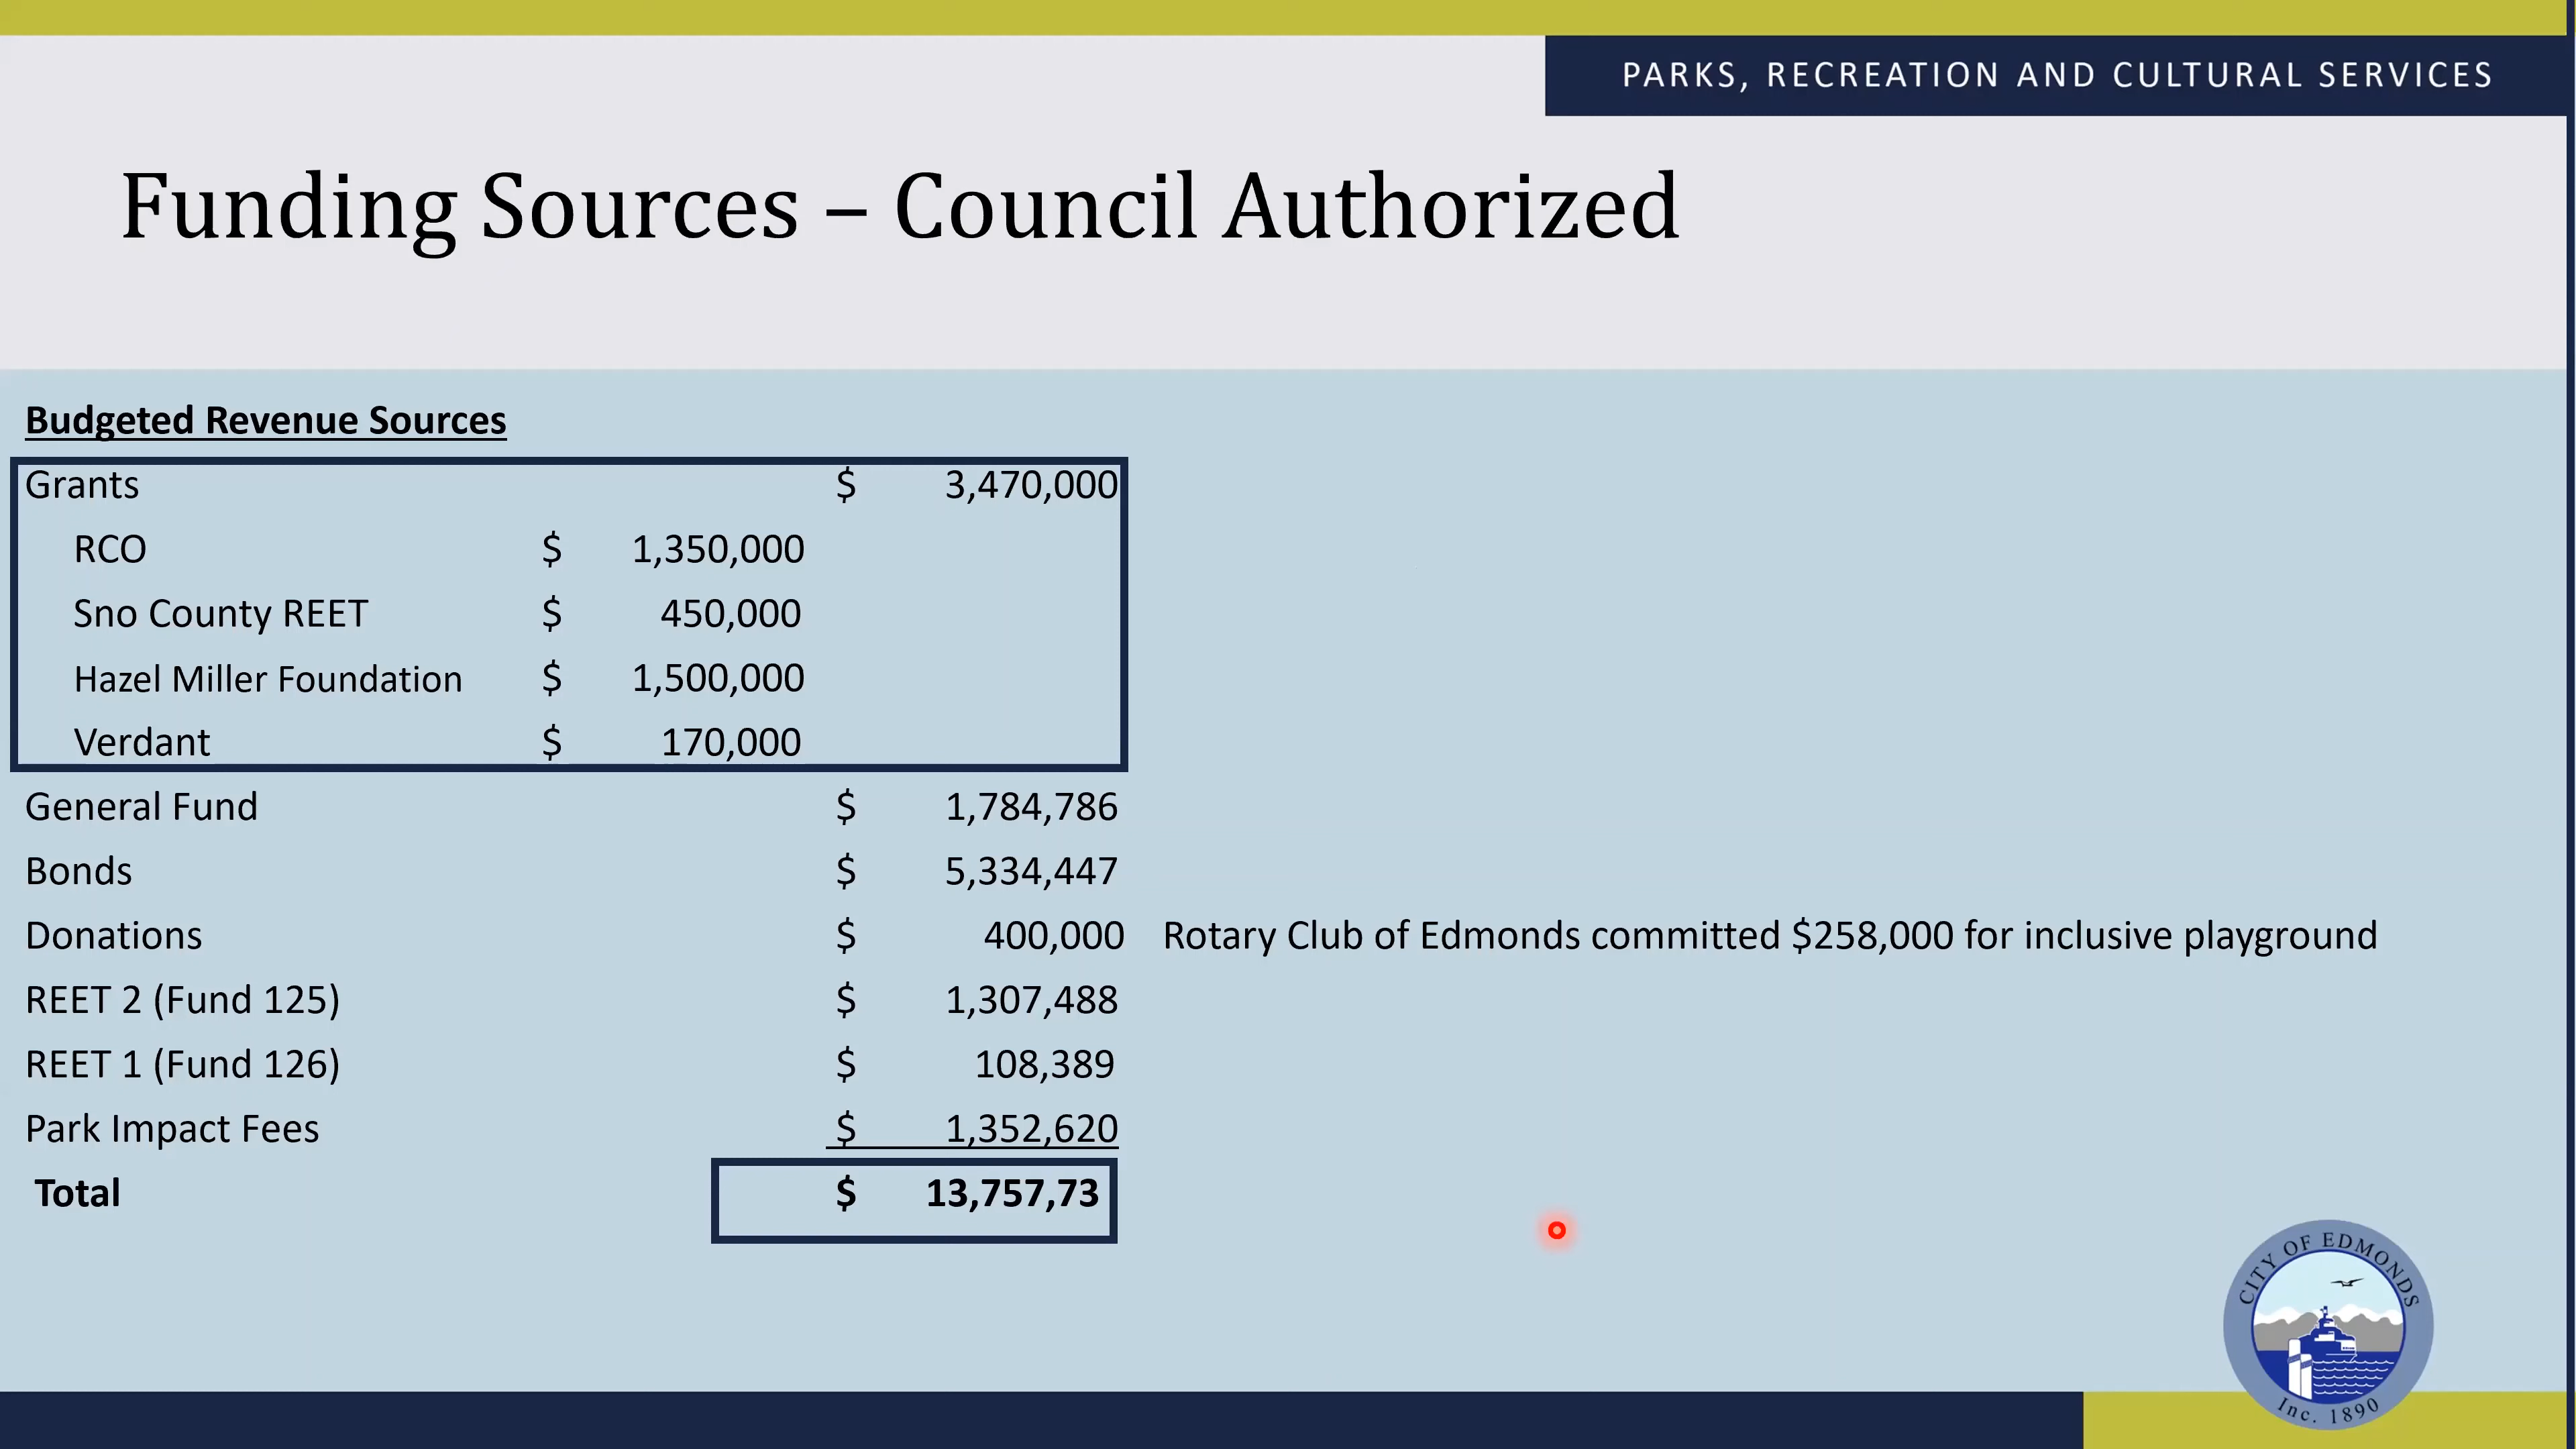 PARKS, RECREATION AND CULTURAL SERVICES
Funding Sources – Council Authorized
Budgeted Revenue Sources
Grants $ 3,470,000
RCO $ 1,350,000
Sno County REET $ 450,000
Hazel Miller Foundation $ 1,500,000
Verdant $ 170,000
General Fund $ 1,784,786
Bonds $ 5,334,447
Donations $ 400,000 Rotary Club of Edmonds committed $258,000 for inclusive playground
REET 2 (Fund 125) $ 1,307,488
REET 1 (Fund 126) $ 108,389
Park Impact Fees $ 1,352,620
Total $ 13,757,73
CITY OF EDMONDS
Inc. 1890